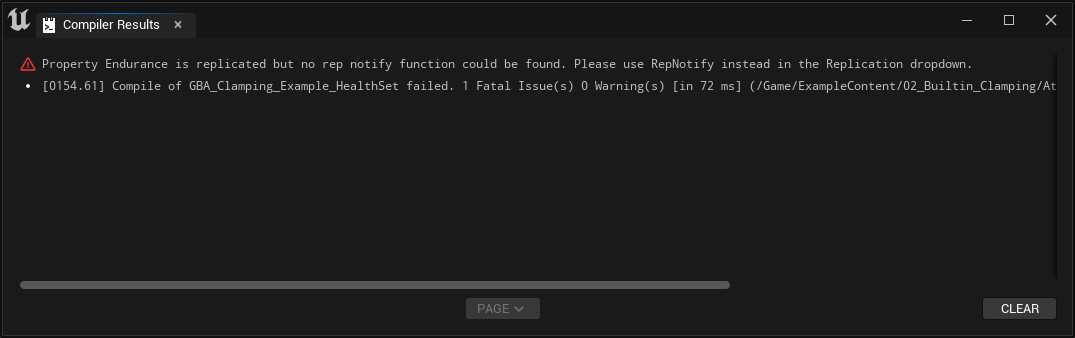 Compiler Results
Property Endurance is replicated but no rep notify function could be found. Please use RepNotify instead in the Replication dropdown.
[0154.61] Compile of GBA_Clamping_Example_HealthSet failed. 1 Fatal Issue(s) 0 Warning(s) [in 72 ms] (/Game/ExampleContent/02_Builtin_Clamping/At
PAGE
CLEAR